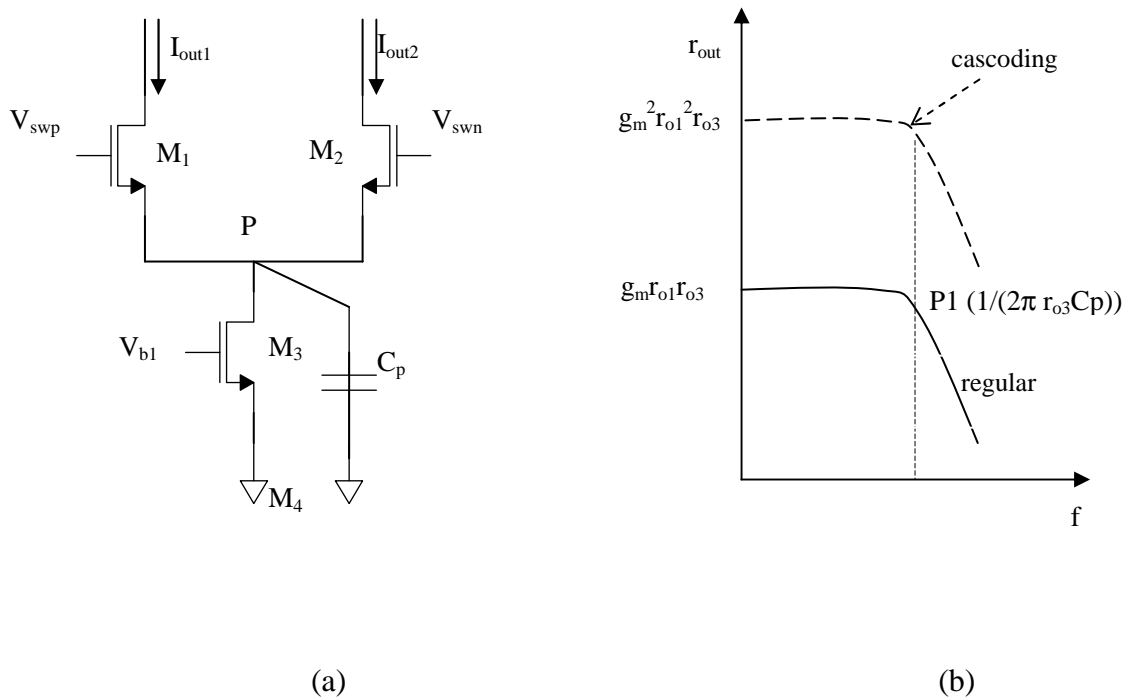 I_out1
I_out2
V_swp
V_swn
M_1
M_2
P
V_b1
M_3
C_p
M_4
(a)
r_out
cascoding
g_m^2r_o1^2r_o3
g_mr_o1r_o3
P1 (1/(2π r_o3Cp))
regular
f
(b)